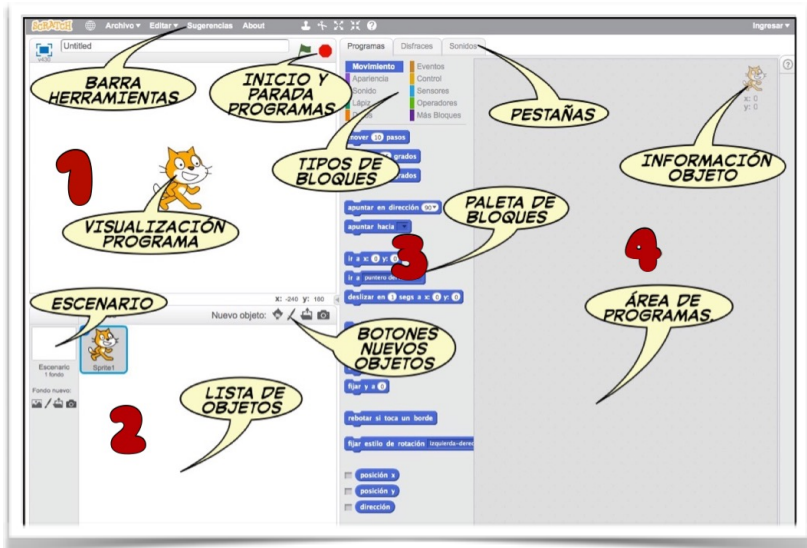 SCRATCH Archivo Editar Sugerencias About Ingresar
v430 Untitled
Programas Disfraces Sonidos
BARRA
HERRAMIENTAS
INICIO Y
PARADA
PROGRAMAS
Movimiento Eventos
Apariencia Control
Sonido Sensores
Lápiz Operadores
Más Bloques
PESTAÑAS
x: 0
y: 0
TIPOS DE
BLOQUES
INFORMACIÓN
OBJETO
mover 10 pasos
grados
grados
1
VISUALIZACIÓN
PROGRAMA
apuntar en dirección 90
apuntar hacia
PALETA DE
BLOQUES
3
4
ir a x: 0 y: 0
ir a puntero
deslizar en 1 segs a x: 0 y: 0
x: -240 y: 180
ESCENARIO
Nuevo objeto:
BOTONES
NUEVOS
OBJETOS
ÁREA DE
PROGRAMAS.
Escenario
1 fondo
Sprite1
Fondo nuevo:
2
LISTA DE
OBJETOS
fijar y a 0
rebotar si toca un borde
fijar estilo de rotación izquierda-derec
posición x
posición y
dirección